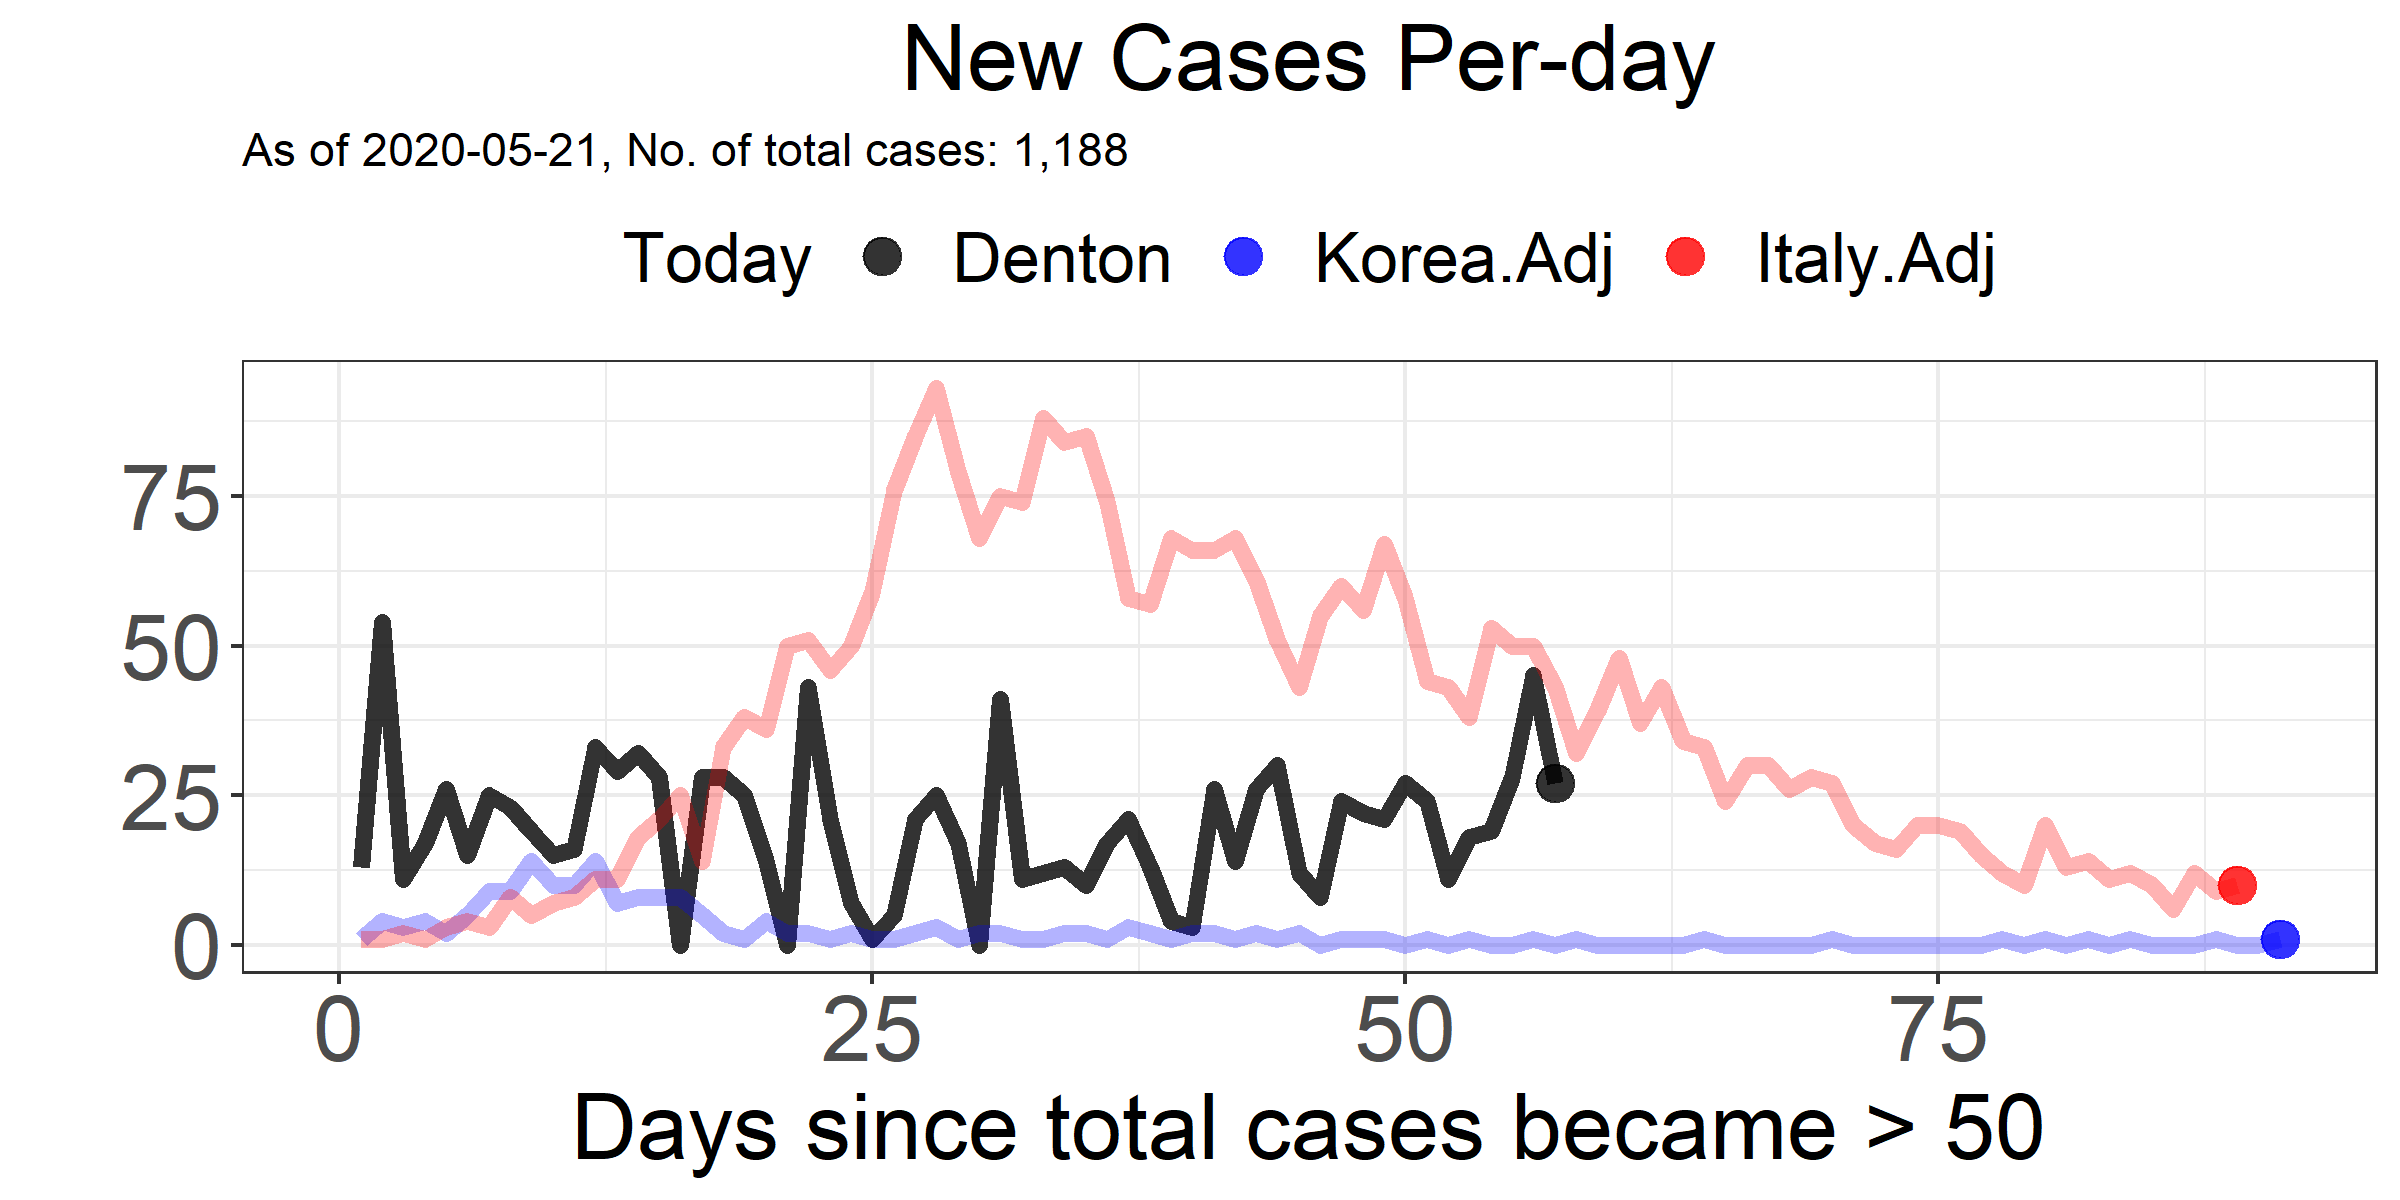 New Cases Per-day
As of 2020-05-21, No. of total cases: 1,188
Today Denton Korea.Adj Italy.Adj
75
50
25
0
0 25 50 75
Days since total cases became > 50